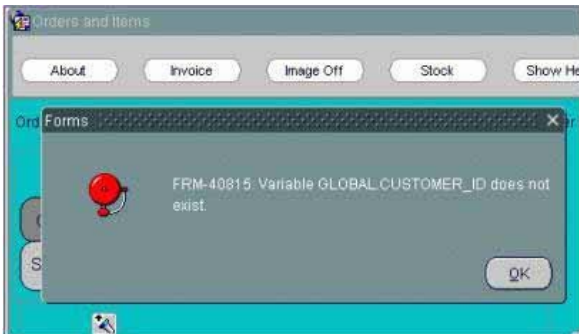 Orders and Items
About Invoice Image Off Stock Show He
Ord
Forms
FRM-40815: Variable GLOBAL.CUSTOMER_ID does not
exist.
S
OK